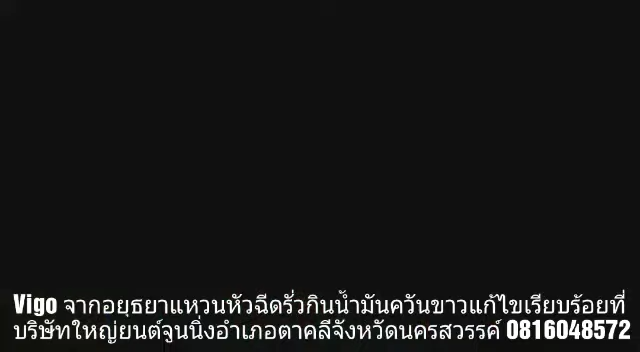 Vigo จากอยุธยาแหวนหัวฉีดรั่วกินน้ำมันควันขาวแก้ไขเรียบร้อยที่
บริษัทใหญ่ยนต์จูนนิ่งอำเภอตาคลีจังหวัดนครสวรรค์ 0816048572